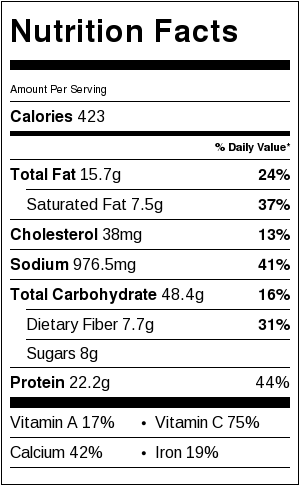 Nutrition Facts
Amount Per Serving
Calories 423
% Daily Value*
Total Fat 15.7g 24%
Saturated Fat 7.5g 37%
Cholesterol 38mg 13%
Sodium 976.5mg 41%
Total Carbohydrate 48.4g 16%
Dietary Fiber 7.7g 31%
Sugars 8g
Protein 22.2g 44%
Vitamin A 17% • Vitamin C 75%
Calcium 42% • Iron 19%